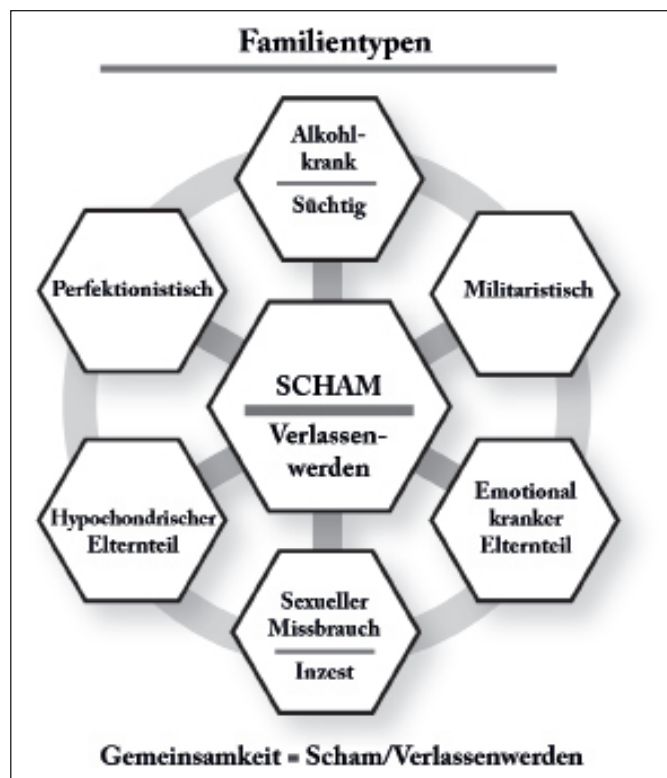 Familientypen
Alkohl-
krank
Süchtig
Perfektionistisch
Militaristisch
SCHAM
Verlassen-
werden
Hypochondrischer
Elternteil
Emotional
kranker
Elternteil
Sexueller
Missbrauch
Inzest
Gemeinsamkeit = Scham/Verlassenwerden